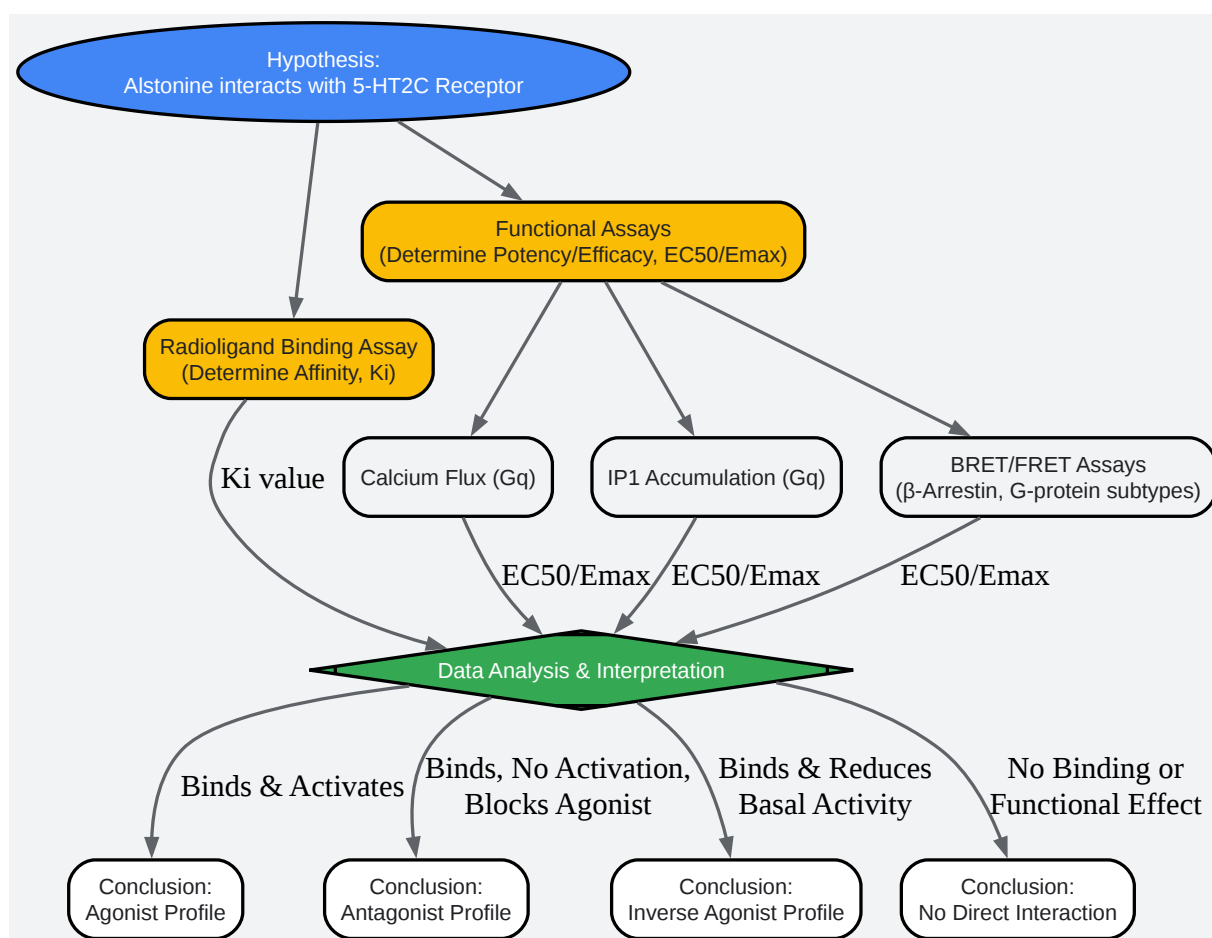 Hypothesis:
Alstonine interacts with 5-HT2C Receptor
Functional Assays
(Determine Potency/Efficacy, EC50/Emax)
Radioligand Binding Assay
(Determine Affinity, Ki)
Ki value
Calcium Flux (Gq)
IP1 Accumulation (Gq)
BRET/FRET Assays
(β-Arrestin, G-protein subtypes)
EC50/Emax
EC50/Emax
EC50/Emax
Data Analysis & Interpretation
Binds & Activates
Binds, No Activation,
Blocks Agonist
Binds & Reduces
Basal Activity
No Binding or
Functional Effect
Conclusion:
Agonist Profile
Conclusion:
Antagonist Profile
Conclusion:
Inverse Agonist Profile
Conclusion:
No Direct Interaction